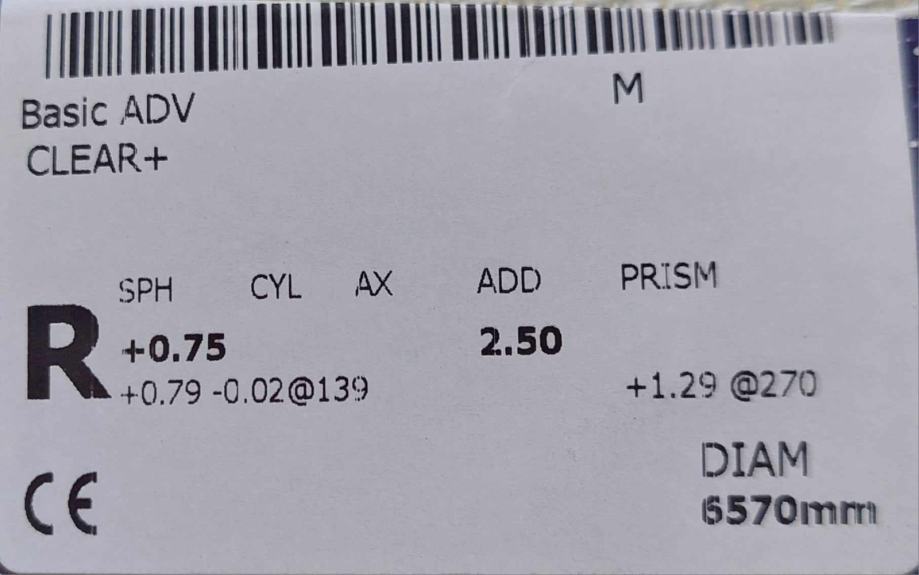 Basic ADV M
CLEAR+
SPH CYL AX ADD PRISM
R +0.75 2.50
+0.79 -0.02@139 +1.29 @270
DIAM
CE 6570mm